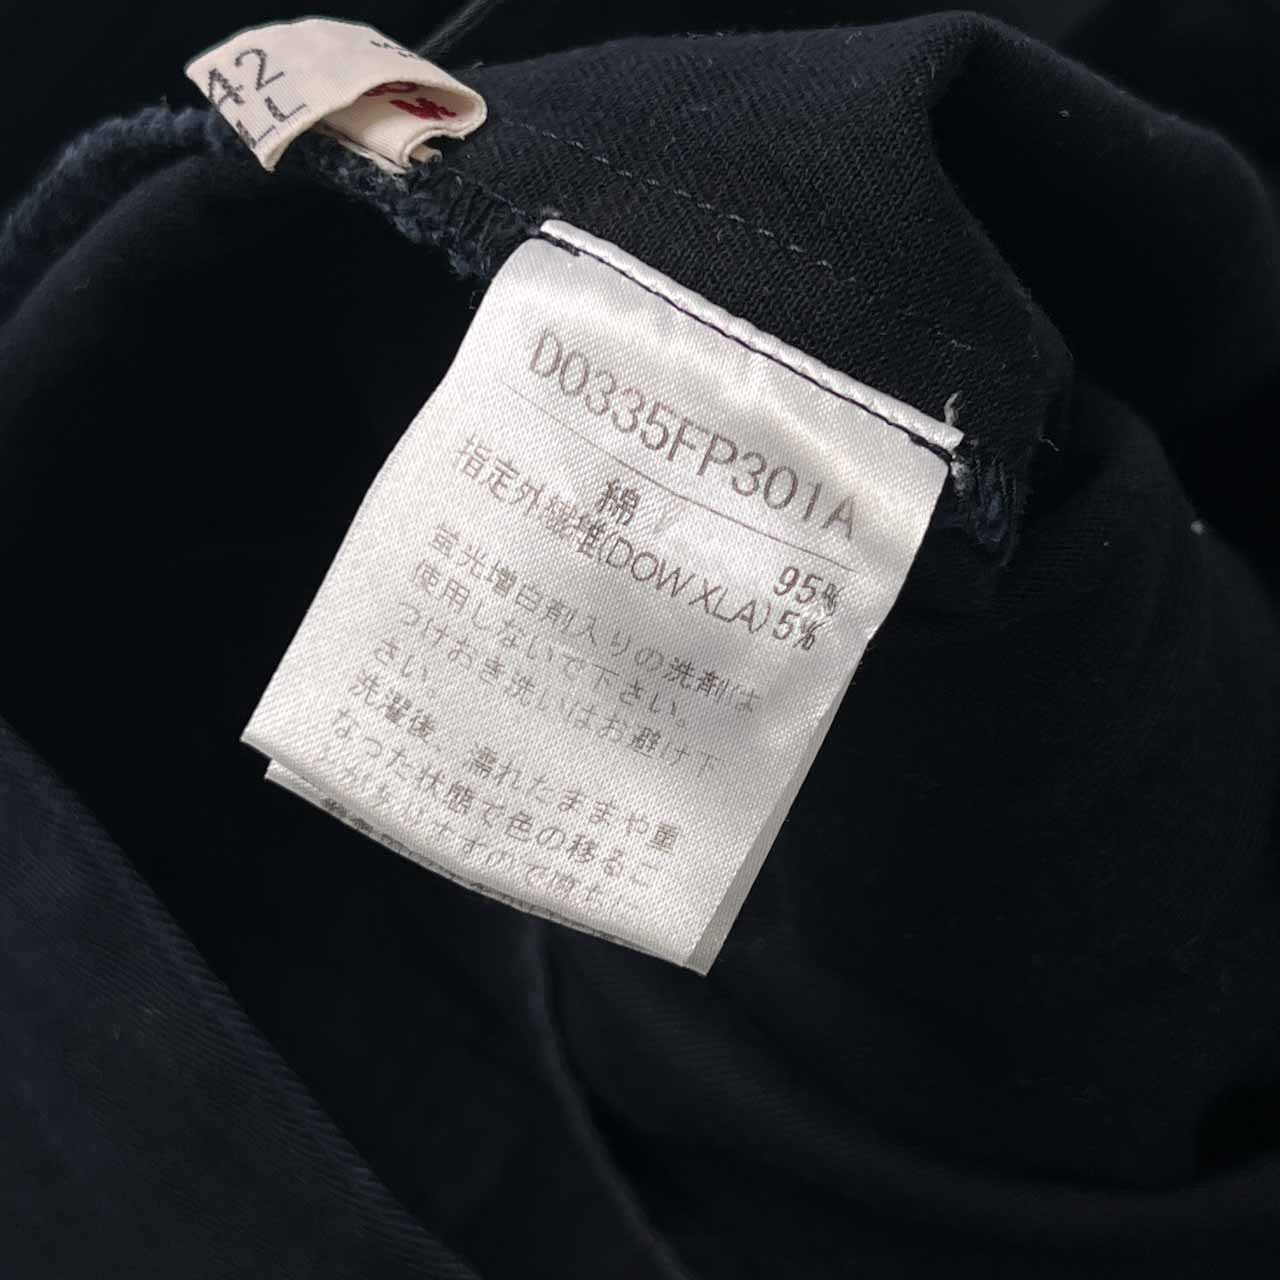 42
LL
D0335FP301A
綿 95%
指定外繊維(DOW XLA) 5%
蛍光増白剤入りの洗剤は
使用しないで下さい。
つけおき洗いはお避け下
さい。
洗濯後、濡れたままや重
なった状態で色の移るこ